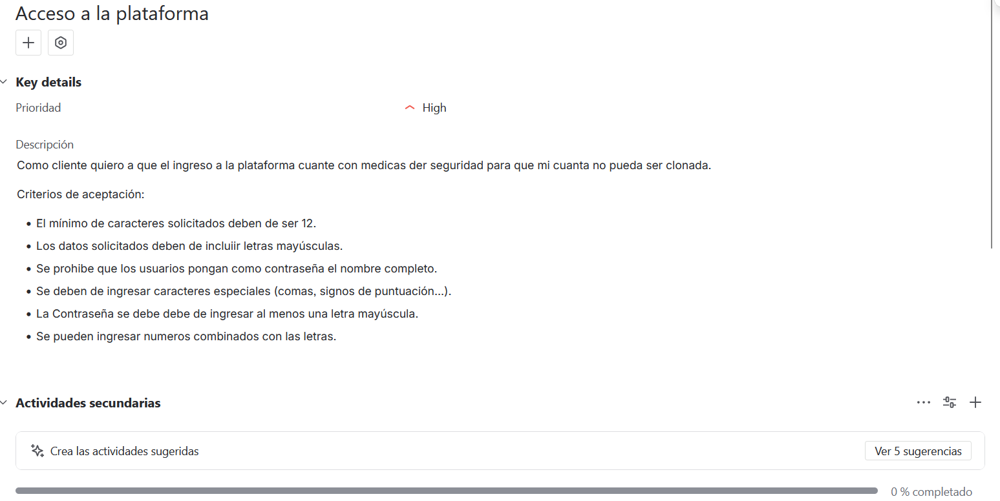 Acceso a la plataforma
Key details
Prioridad
High
Descripción
Como cliente quiero a que el ingreso a la plataforma cuante con medicas der seguridad para que mi cuanta no pueda ser clonada.
Criterios de aceptación:
• El mínimo de caracteres solicitados deben de ser 12.
• Los datos solicitados deben de incluiir letras mayúsculas.
• Se prohibe que los usuarios pongan como contraseña el nombre completo.
• Se deben de ingresar caracteres especiales (comas, signos de puntuación...).
• La Contraseña se debe debe de ingresar al menos una letra mayúscula.
• Se pueden ingresar numeros combinados con las letras.
Actividades secundarias
Crea las actividades sugeridas
Ver 5 sugerencias
0 % completado